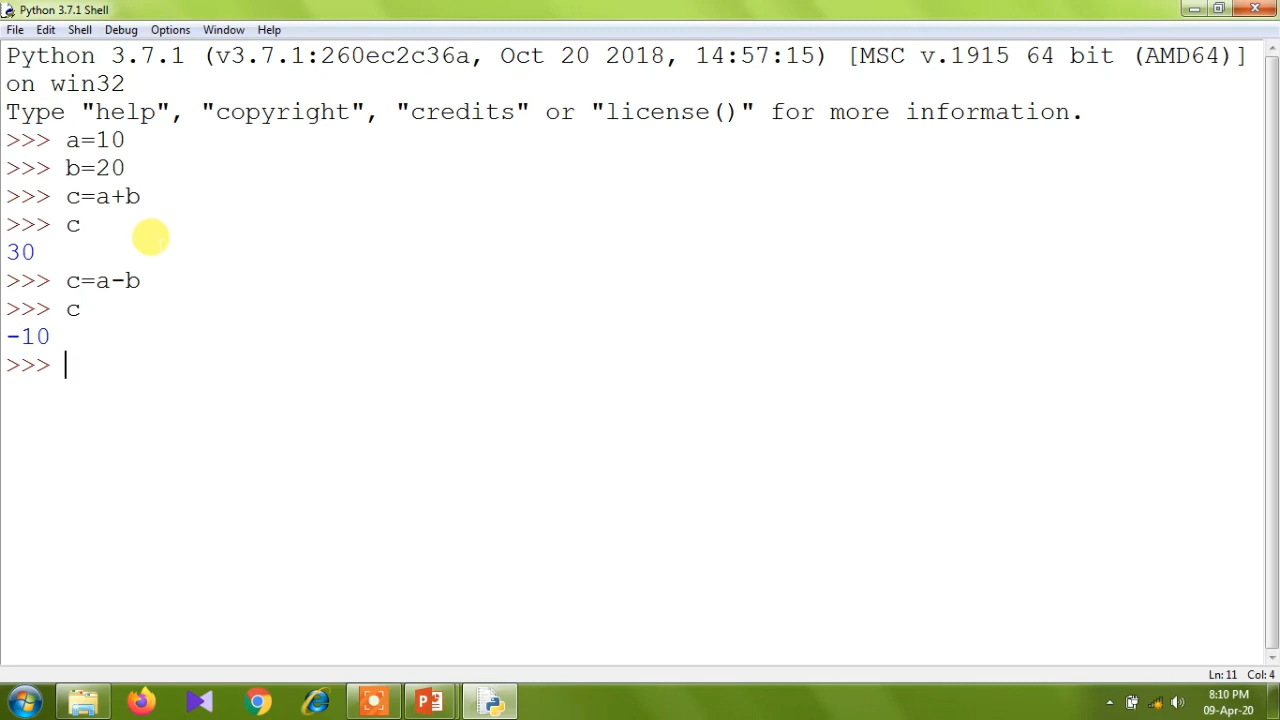 Python 3.7.1 Shell
File Edit Shell Debug Options Window Help
Python 3.7.1 (v3.7.1:260ec2c36a, Oct 20 2018, 14:57:15) [MSC v.1915 64 bit (AMD64)]
on win32
Type "help", "copyright", "credits" or "license()" for more information.
>>> a=10
>>> b=20
>>> c=a+b
>>> c
30
>>> c=a-b
>>> c
-10
>>>
Ln: 11 Col: 4
8:10 PM
09-Apr-20